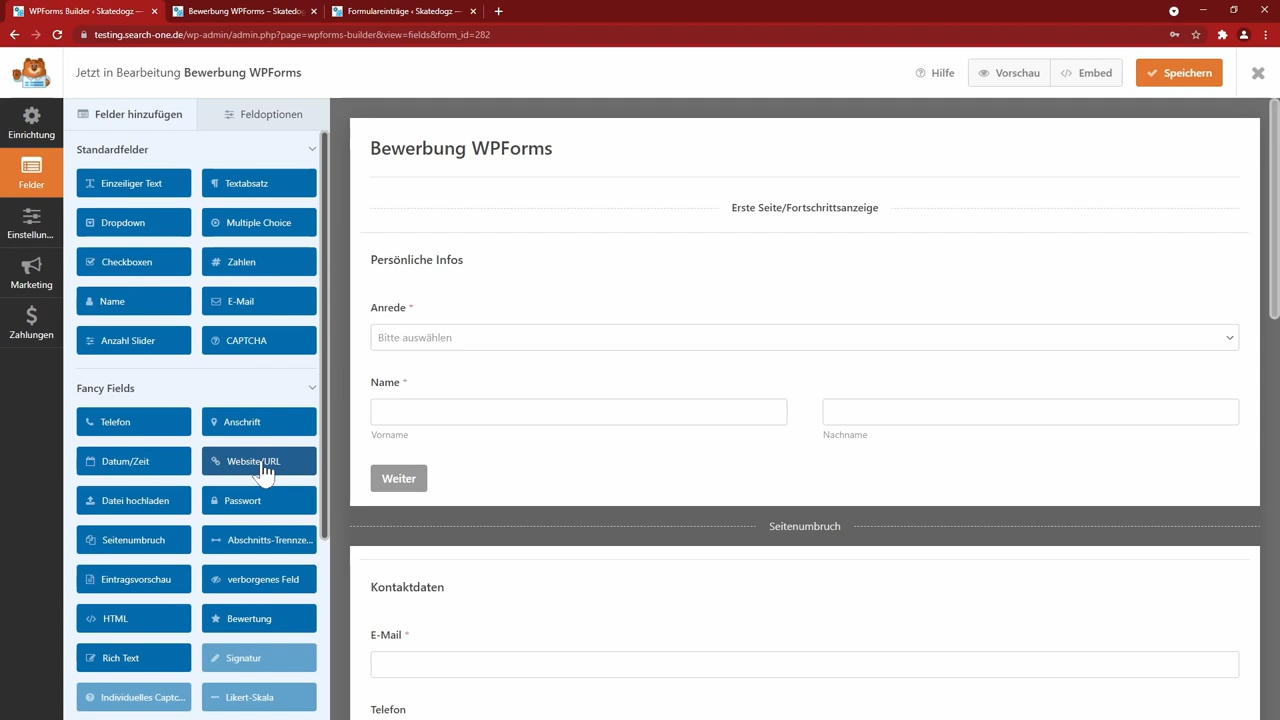 WPForms Builder ‹ Skatedogz —
Bewerbung WPForms – Skatedog
Formulareinträge ‹ Skatedogz —
testing.search-one.de/wp-admin/admin.php?page=wpforms-builder&view=fields&form_id=282
Jetzt in Bearbeitung Bewerbung WPForms
Hilfe
Vorschau
Embed
Speichern
Einrichtung
Felder
Einstellun...
Marketing
Zahlungen
Felder hinzufügen
Feldoptionen
Standardfelder
Einzeiliger Text
Textabsatz
Dropdown
Multiple Choice
Checkboxen
Zahlen
Name
E-Mail
Anzahl Slider
CAPTCHA
Fancy Fields
Telefon
Anschrift
Datum/Zeit
Website/URL
Datei hochladen
Passwort
Seitenumbruch
Abschnitts-Trennze...
Eintragsvorschau
verborgenes Feld
HTML
Bewertung
Rich Text
Signatur
Individuelles Captc...
Likert-Skala
Bewerbung WPForms
Erste Seite/Fortschrittsanzeige
Persönliche Infos
Anrede *
Bitte auswählen
Name *
Vorname
Nachname
Weiter
Seitenumbruch
Kontaktdaten
E-Mail *
Telefon